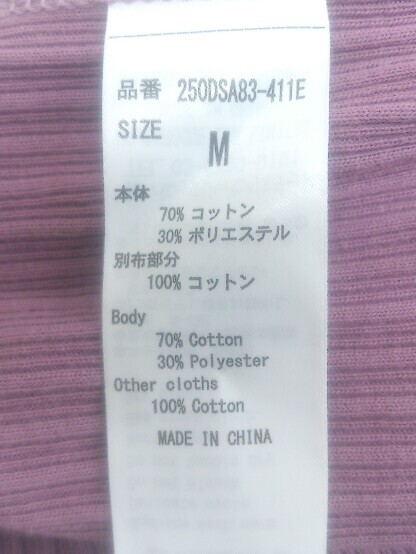 品番 250DSA83-411E
SIZE
M
本体
70% コットン
30% ポリエステル
別布部分
100% コットン
Body
70% Cotton
30% Polyester
Other cloths
100% Cotton
MADE IN CHINA